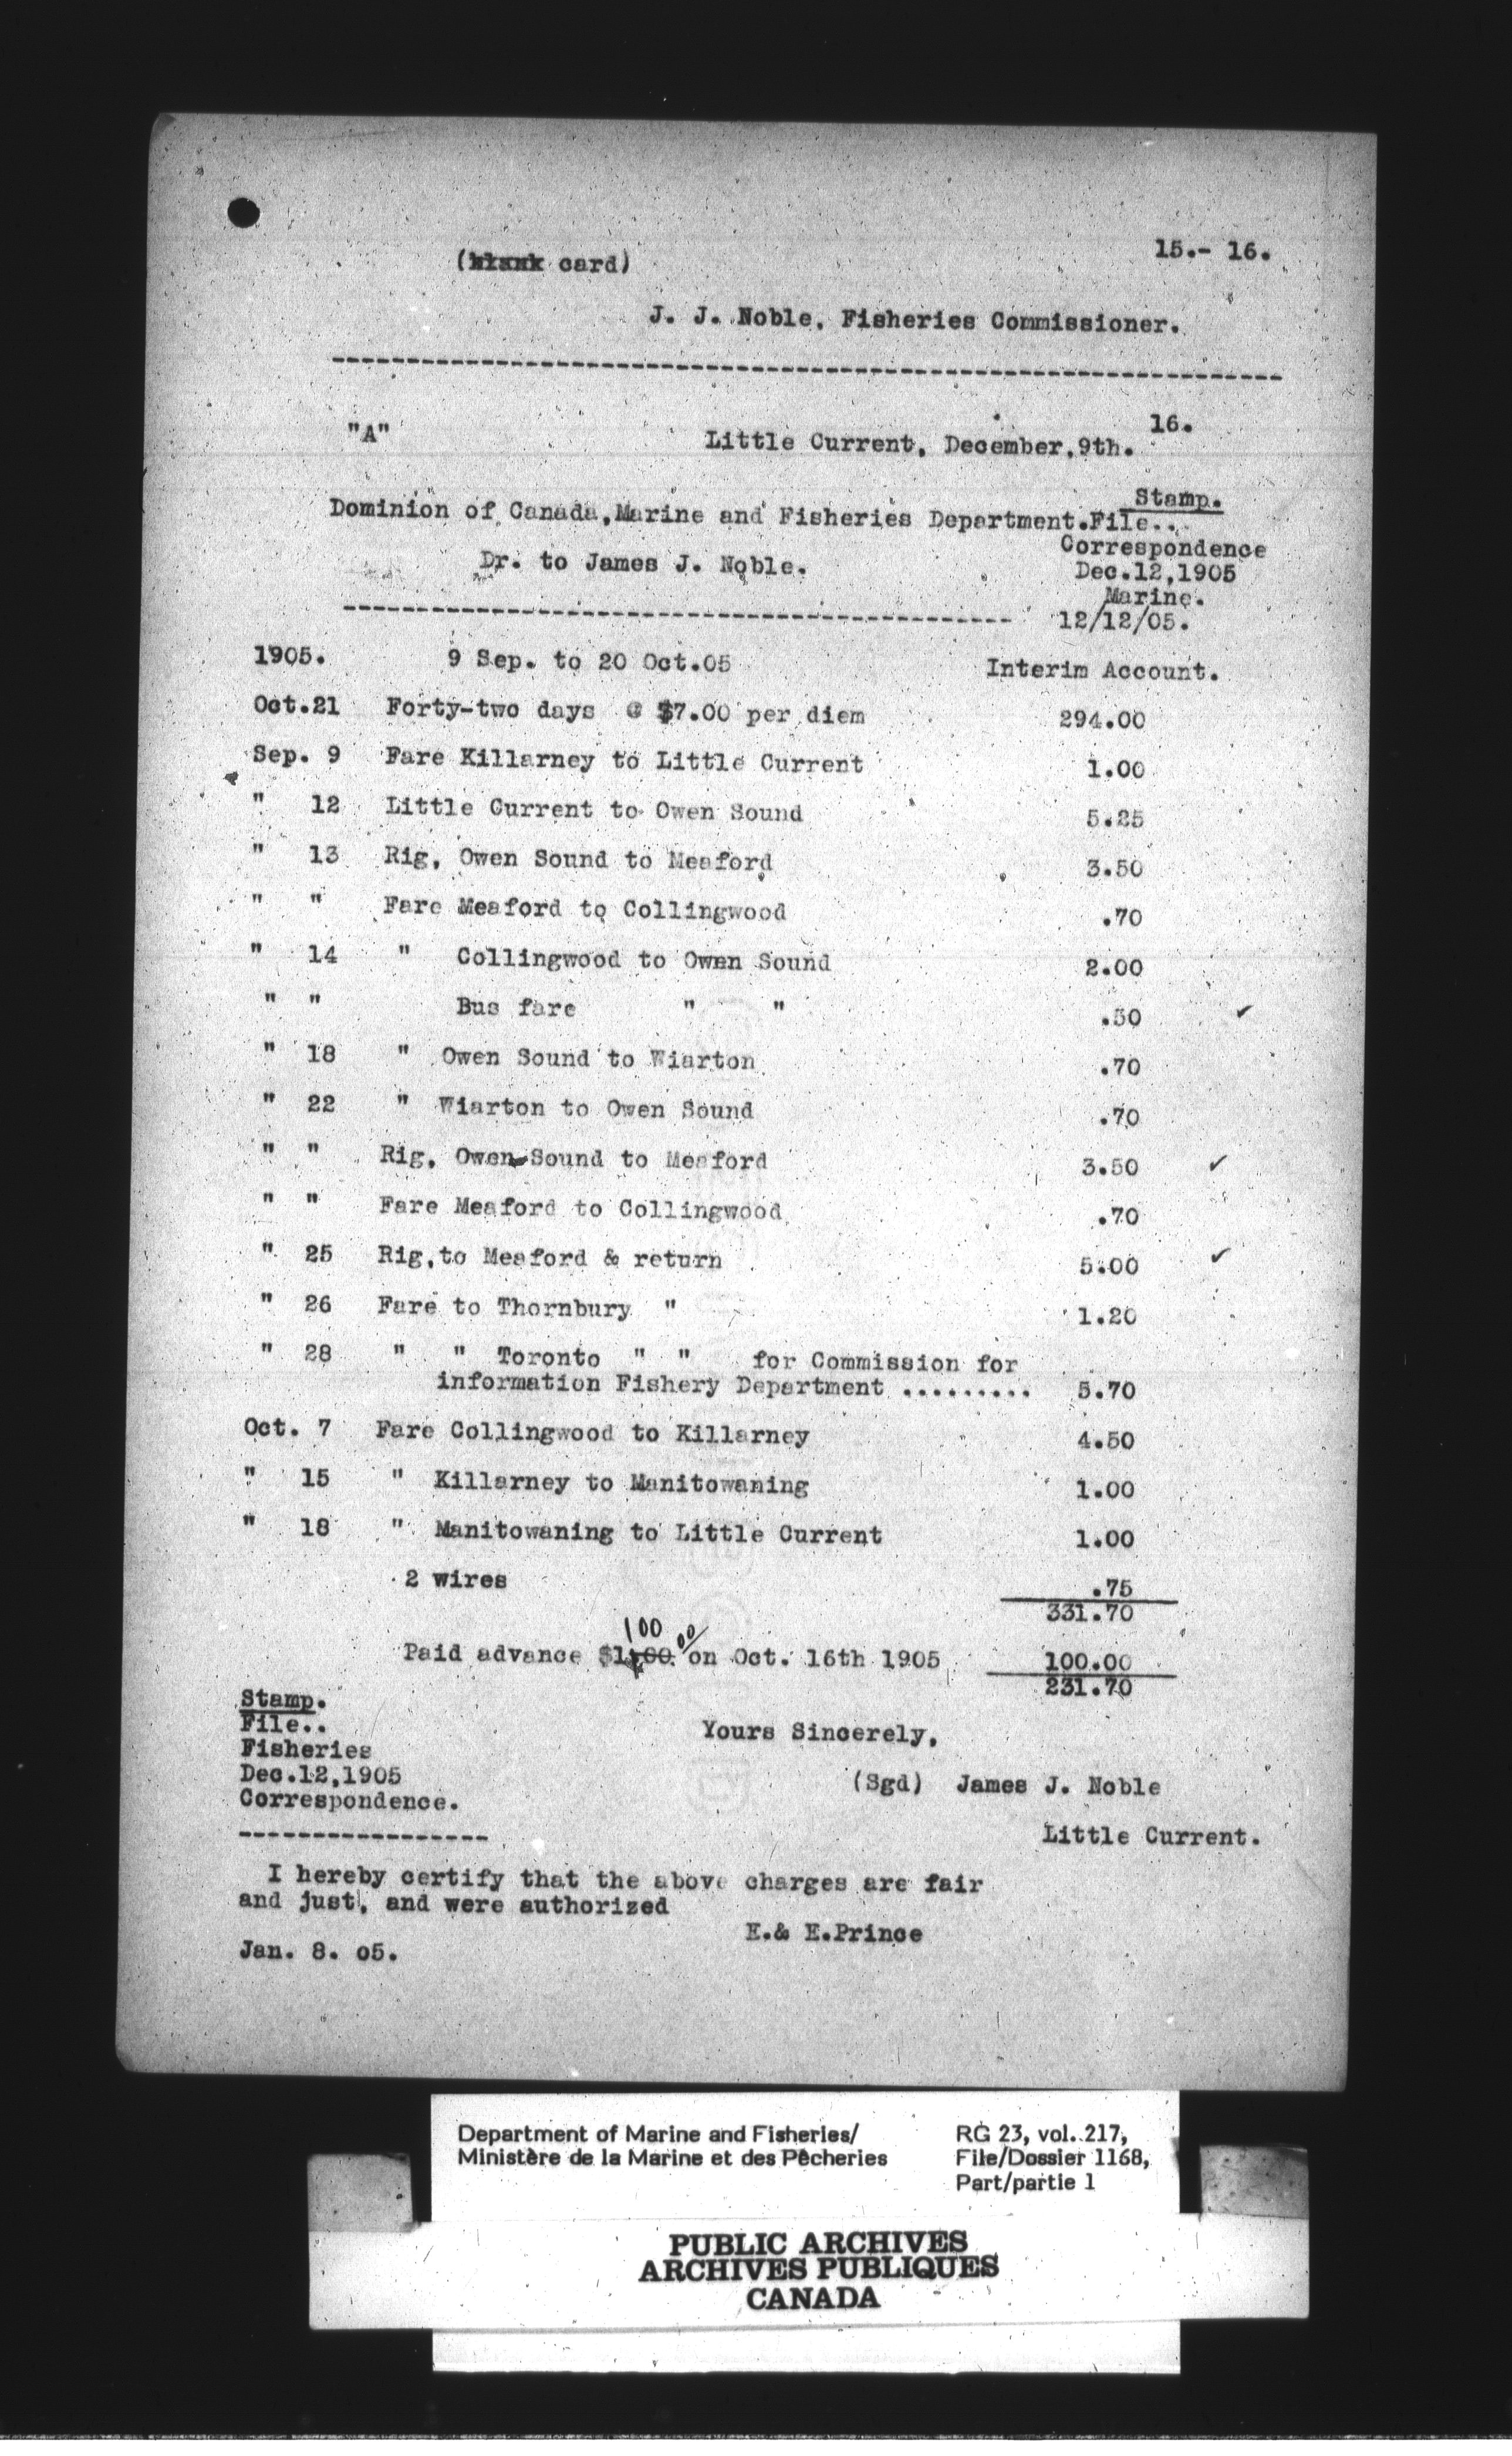 15.- 16.
(blank card)
J. J. Noble, Fisheries Commissioner.
"A"
16.
Little Current, December,9th.
Stamp.
Dominion of Canada,Marine and Fisheries Department.File..
Correspondence
Dr. to James J. Noble.
Dec.12,1905
Marine.
12/12/05.
1905. 9 Sep. to 20 Oct.05 Interim Account.
Oct.21 Forty-two days @ $7.00 per diem 294.00
Sep. 9 Fare Killarney to Little Current 1.00
" 12 Little Current to Owen Sound 5.25
" 13 Rig, Owen Sound to Meaford 3.50
" " Fare Meaford to Collingwood .70
" 14 " Collingwood to Owen Sound 2.00
" " Bus fare " " .50 ✓
" 18 " Owen Sound to Wiarton .70
" 22 " Wiarton to Owen Sound .70
" " Rig, Owen Sound to Meaford 3.50 ✓
" " Fare Meaford to Collingwood .70
" 25 Rig,to Meaford & return 5.00 ✓
" 26 Fare to Thornbury " 1.20
" 28 " " Toronto " " for Commission for
information Fishery Department ......... 5.70
Oct. 7 Fare Collingwood to Killarney 4.50
" 15 " Killarney to Manitowaning 1.00
" 18 " Manitowaning to Little Current 1.00
2 wires .75
331.70
100 00/
Paid advance $1,00. on Oct. 16th 1905 100.00
231.70
Stamp.
File..
Fisheries
Dec.12,1905
Correspondence.
Yours Sincerely,
(Sgd) James J. Noble
Little Current.
I hereby certify that the above charges are fair
and just, and were authorized
E.& E.Prince
Jan. 8. 05.
Department of Marine and Fisheries/
Ministère de la Marine et des Pêcheries
RG 23, vol. 217,
File/Dossier 1168,
Part/partie 1
PUBLIC ARCHIVES
ARCHIVES PUBLIQUES
CANADA